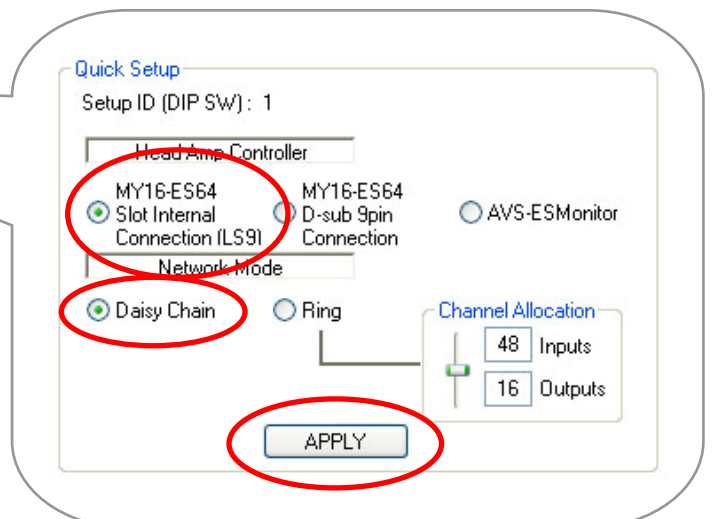 Quick Setup
Setup ID (DIP SW) : 1
Head Amp Controller
MY16-ES64
Slot Internal
Connection (LS9)
MY16-ES64
D-sub 9pin
Connection
AVS-ESMonitor
Network Mode
Daisy Chain
Ring
Channel Allocation
48 Inputs
16 Outputs
APPLY